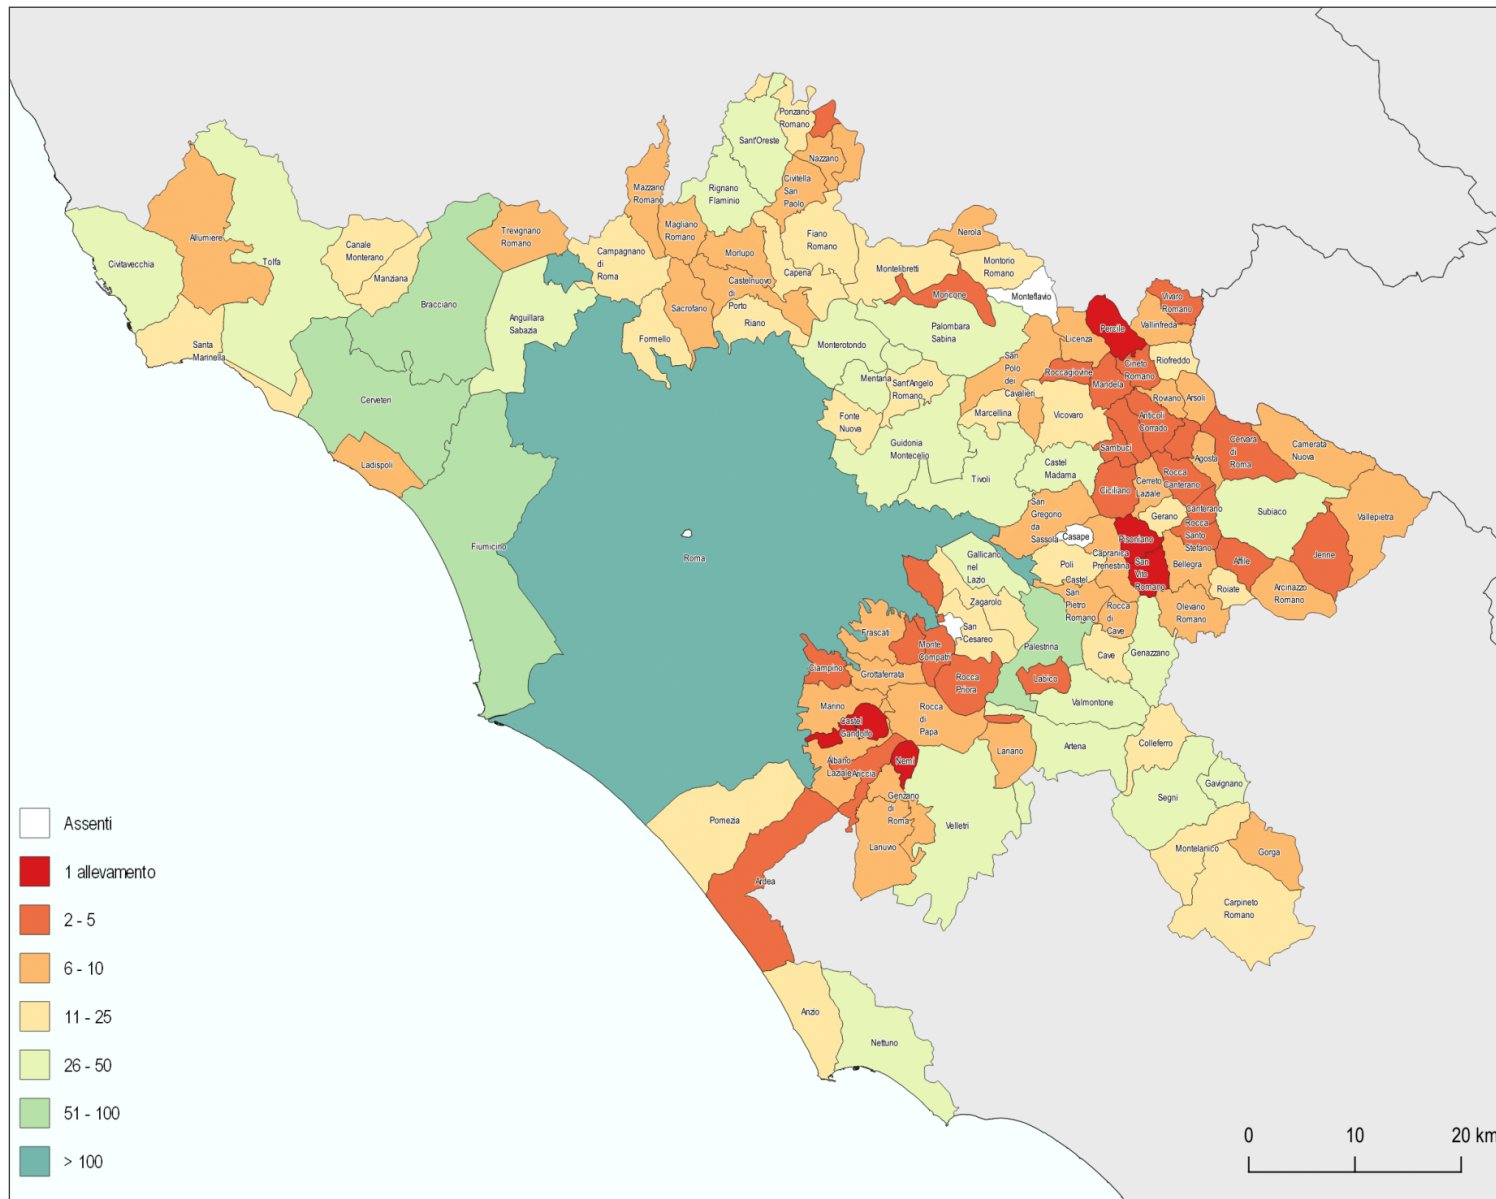 Ponzano
Romano
Sant'Oreste
Nazzano
Civitella
San
Paolo
Rignano
Flaminio
Mazzano
Romano
Magliano
Romano
Allumiere
Tolfa
Civitavecchia
Canale
Monterano
Manziana
Trevignano
Romano
Campagnano
di
Roma
Morlupo
Fiano
Romano
Capena
Nerola
Montelibretti
Montorio
Romano
Monteflavio
Moricone
Bracciano
Castelnuovo
di
Porto
Sacrofano
Riano
Formello
Anguillara
Sabazia
Santa
Marinella
Cerveteri
Ladispoli
Fiumicino
Roma
Monterotondo
Palombara
Sabina
Mentana
Sant'Angelo
Romano
Fonte
Nuova
Guidonia
Montecelio
Marcellina
San
Polo
dei
Cavalieri
Licenza
Percile
Vivaro
Romano
Vallinfreda
Riofreddo
Cineto
Romano
Roccagiovine
Mandela
Roviano
Arsoli
Vicovaro
Anticoli
Corrado
Sambuci
Agosta
Cervara
di
Roma
Camerata
Nuova
Tivoli
Castel
Madama
Ciciliano
Cerreto
Laziale
Rocca
Canterano
Canterano
Gerano
Rocca
Santo
Stefano
Subiaco
Vallepietra
Jenne
San
Gregorio
da
Sassola
Casape
Pisoniano
Capranica
Prenestina
San
Vito
Romano
Bellegra
Affile
Roiate
Arcinazzo
Romano
Poli
Castel
San
Pietro
Romano
Rocca
di
Cave
Olevano
Romano
Gallicano
nel
Lazio
Zagarolo
San
Cesareo
Palestrina
Cave
Genazzano
Frascati
Monte
Compatri
Ciampino
Grottaferrata
Rocca
Priora
Labico
Valmontone
Marino
Castel
Gandolfo
Rocca
di
Papa
Lariano
Artena
Colleferro
Albano
Laziale
Ariccia
Nemi
Genzano
di
Roma
Lanuvio
Velletri
Segni
Gavignano
Montelanico
Gorga
Carpineto
Romano
Pomezia
Ardea
Anzio
Nettuno
Assenti
1 allevamento
2 - 5
6 - 10
11 - 25
26 - 50
51 - 100
> 100
0 10 20 km